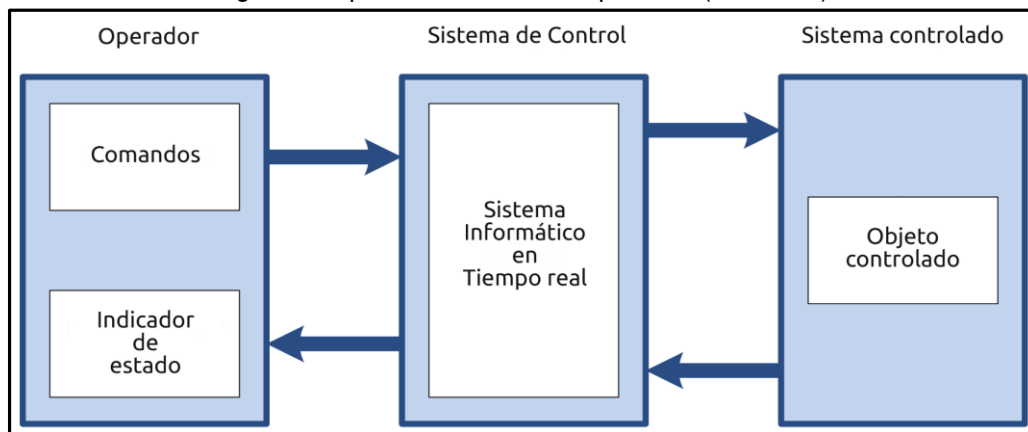 Operador
Sistema de Control
Sistema controlado
Comandos
Indicador
de
estado
Sistema
Informático
en
Tiempo real
Objeto
controlado